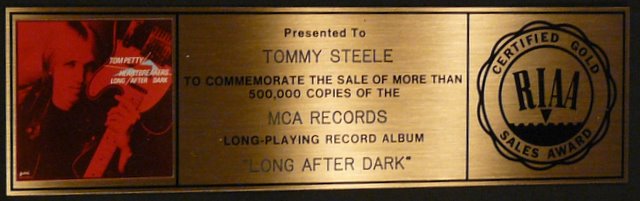 TOM PETTY
HEARTBREAKERS
LONG AFTER DARK
Presented To
TOMMY STEELE
TO COMMEMORATE THE SALE OF MORE THAN
500,000 COPIES OF THE
MCA RECORDS
LONG-PLAYING RECORD ALBUM
"LONG AFTER DARK"
CERTIFIED GOLD
RIAA
SALES AWARD